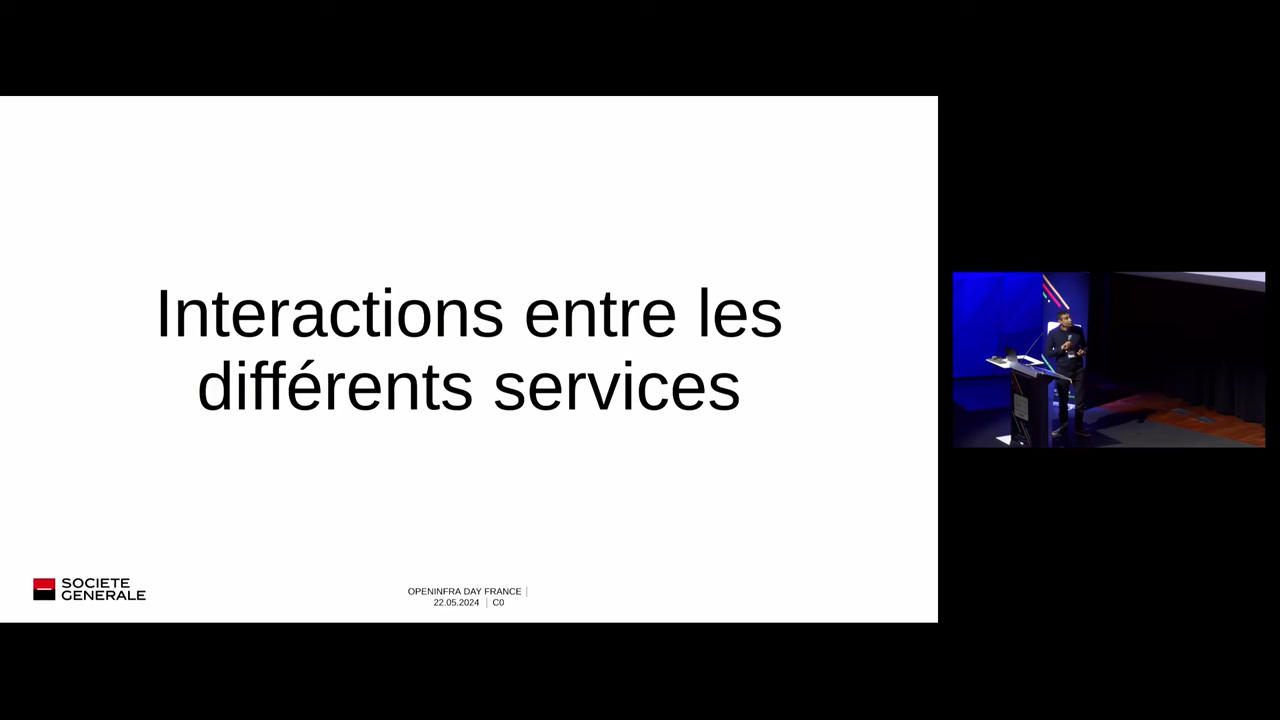 Interactions entre les
différents services
SOCIETE
GENERALE
OPENINFRA DAY FRANCE
22.05.2024 | C0